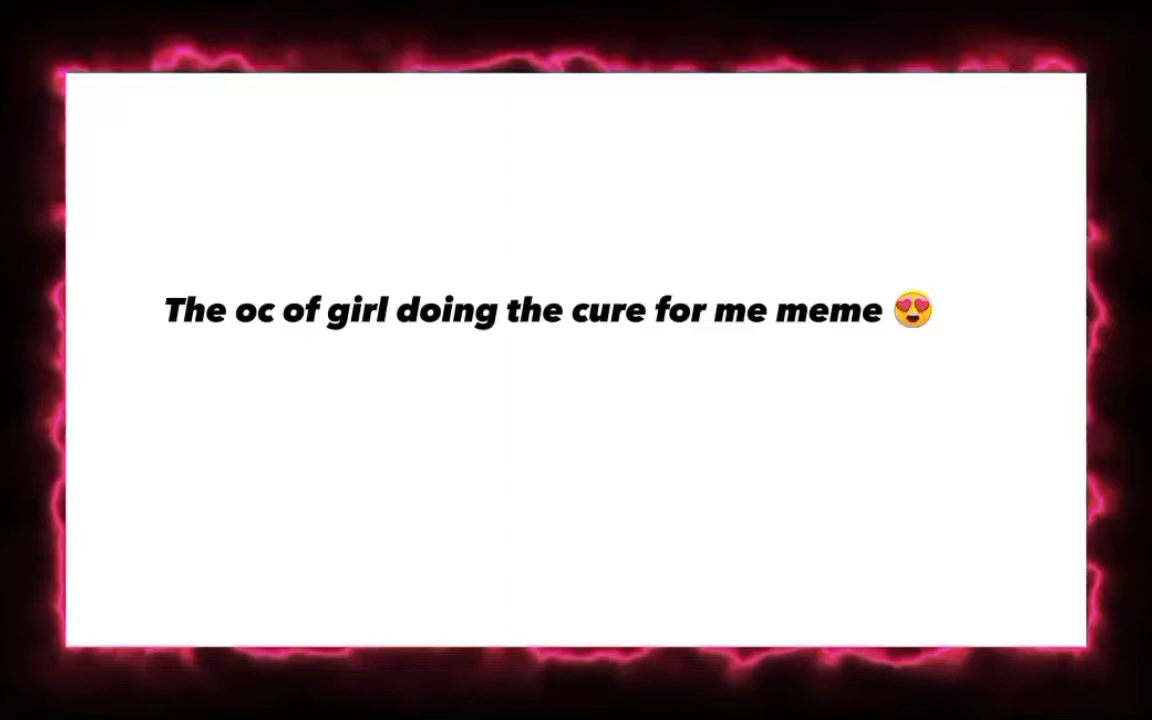 The oc of girl doing the cure for me meme 😍